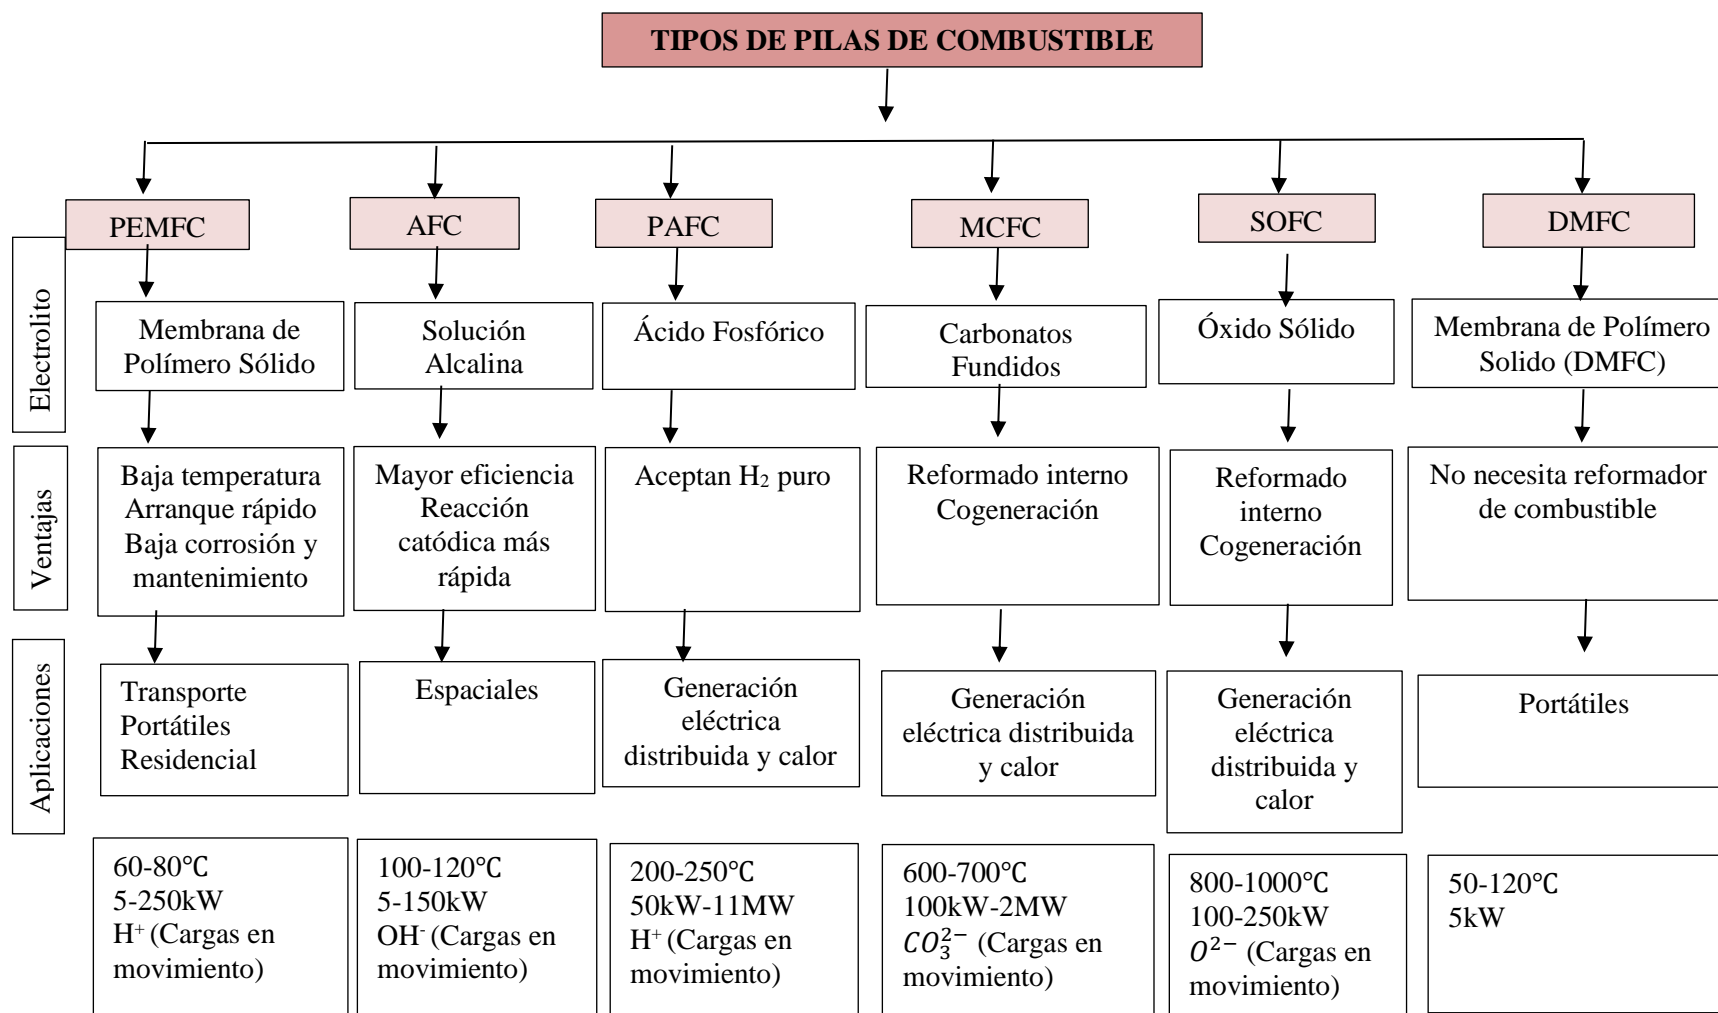 TIPOS DE PILAS DE COMBUSTIBLE
PEMFC
AFC
PAFC
MCFC
SOFC
DMFC
Electrolito
Membrana de
Polímero Sólido
Solución
Alcalina
Ácido Fosfórico
Carbonatos
Fundidos
Óxido Sólido
Membrana de Polímero
Solido (DMFC)
Ventajas
Baja temperatura
Arranque rápido
Baja corrosión y
mantenimiento
Mayor eficiencia
Reacción
catódica más
rápida
Aceptan H₂ puro
Reformado interno
Cogeneración
Reformado
interno
Cogeneración
No necesita reformador
de combustible
Aplicaciones
Transporte
Portátiles
Residencial
Espaciales
Generación
eléctrica
distribuida y calor
Generación
eléctrica distribuida
y calor
Generación
eléctrica
distribuida y
calor
Portátiles
60-80℃
5-250kW
H⁺ (Cargas en
movimiento)
100-120℃
5-150kW
OH⁻ (Cargas en
movimiento)
200-250℃
50kW-11MW
H⁺ (Cargas en
movimiento)
600-700℃
100kW-2MW
CO₃²⁻ (Cargas en
movimiento)
800-1000℃
100-250kW
O²⁻ (Cargas en
movimiento)
50-120℃
5kW